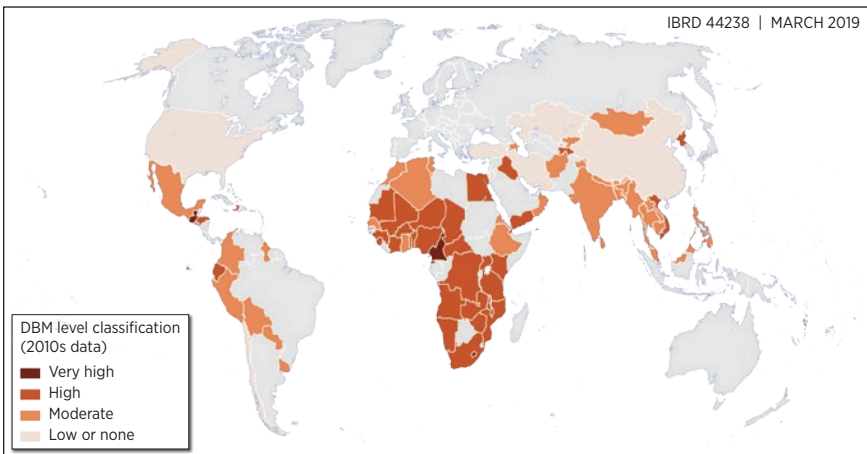 IBRD 44238 | MARCH 2019
DBM level classification
(2010s data)
Very high
High
Moderate
Low or none